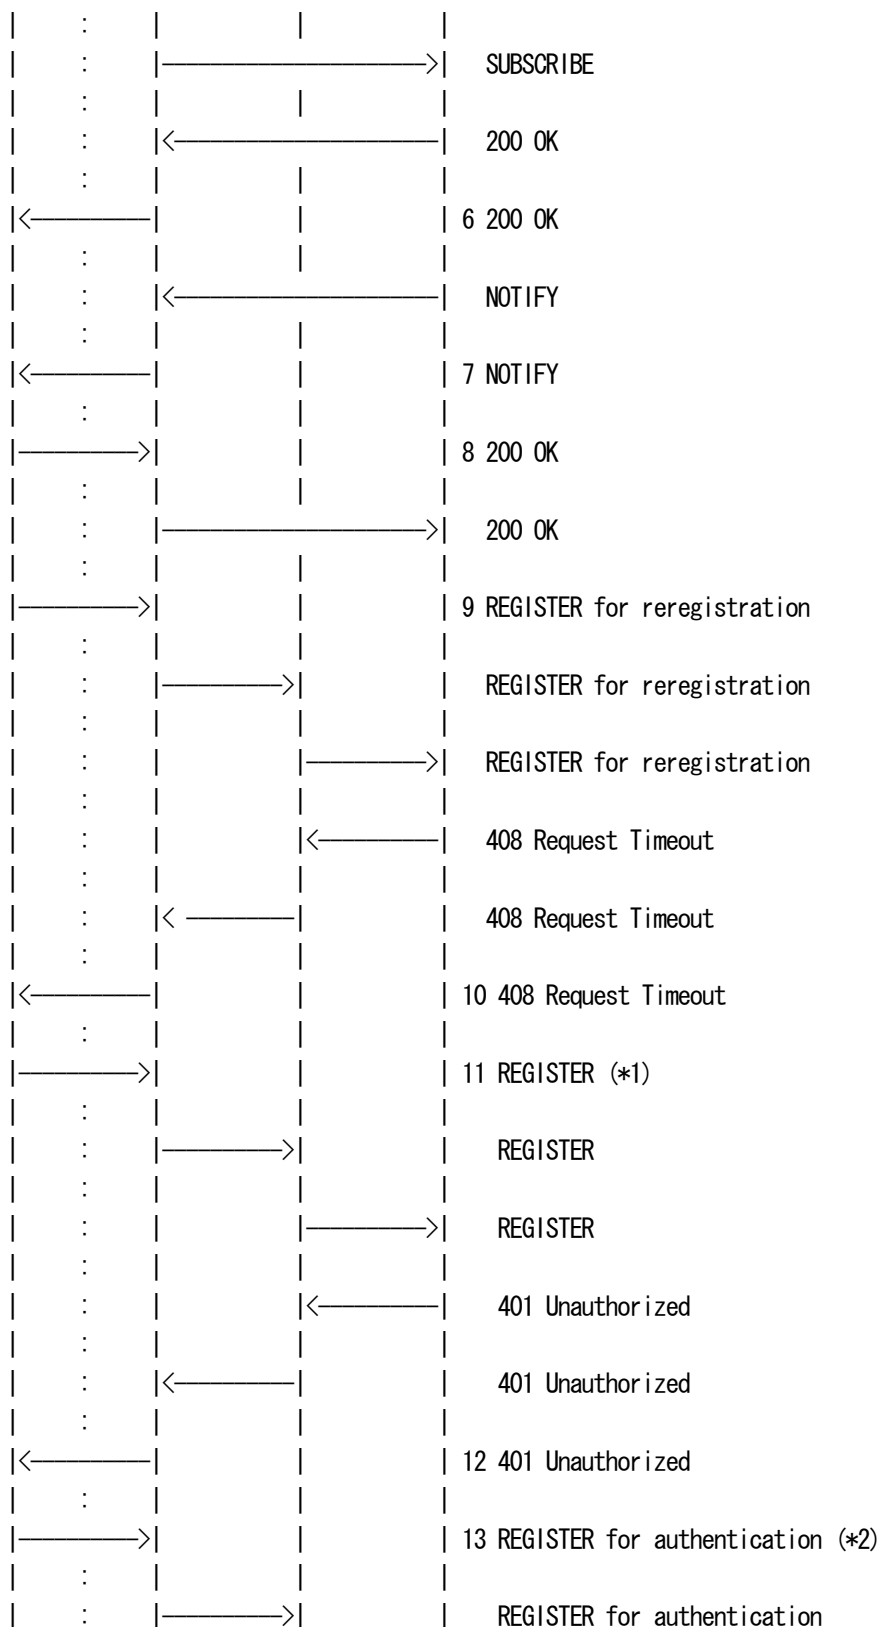 SUBSCRIBE
200 OK
6 200 OK
NOTIFY
7 NOTIFY
8 200 OK
200 OK
9 REGISTER for reregistration
REGISTER for reregistration
REGISTER for reregistration
408 Request Timeout
408 Request Timeout
10 408 Request Timeout
11 REGISTER (*1)
REGISTER
REGISTER
401 Unauthorized
401 Unauthorized
12 401 Unauthorized
13 REGISTER for authentication (*2)
REGISTER for authentication